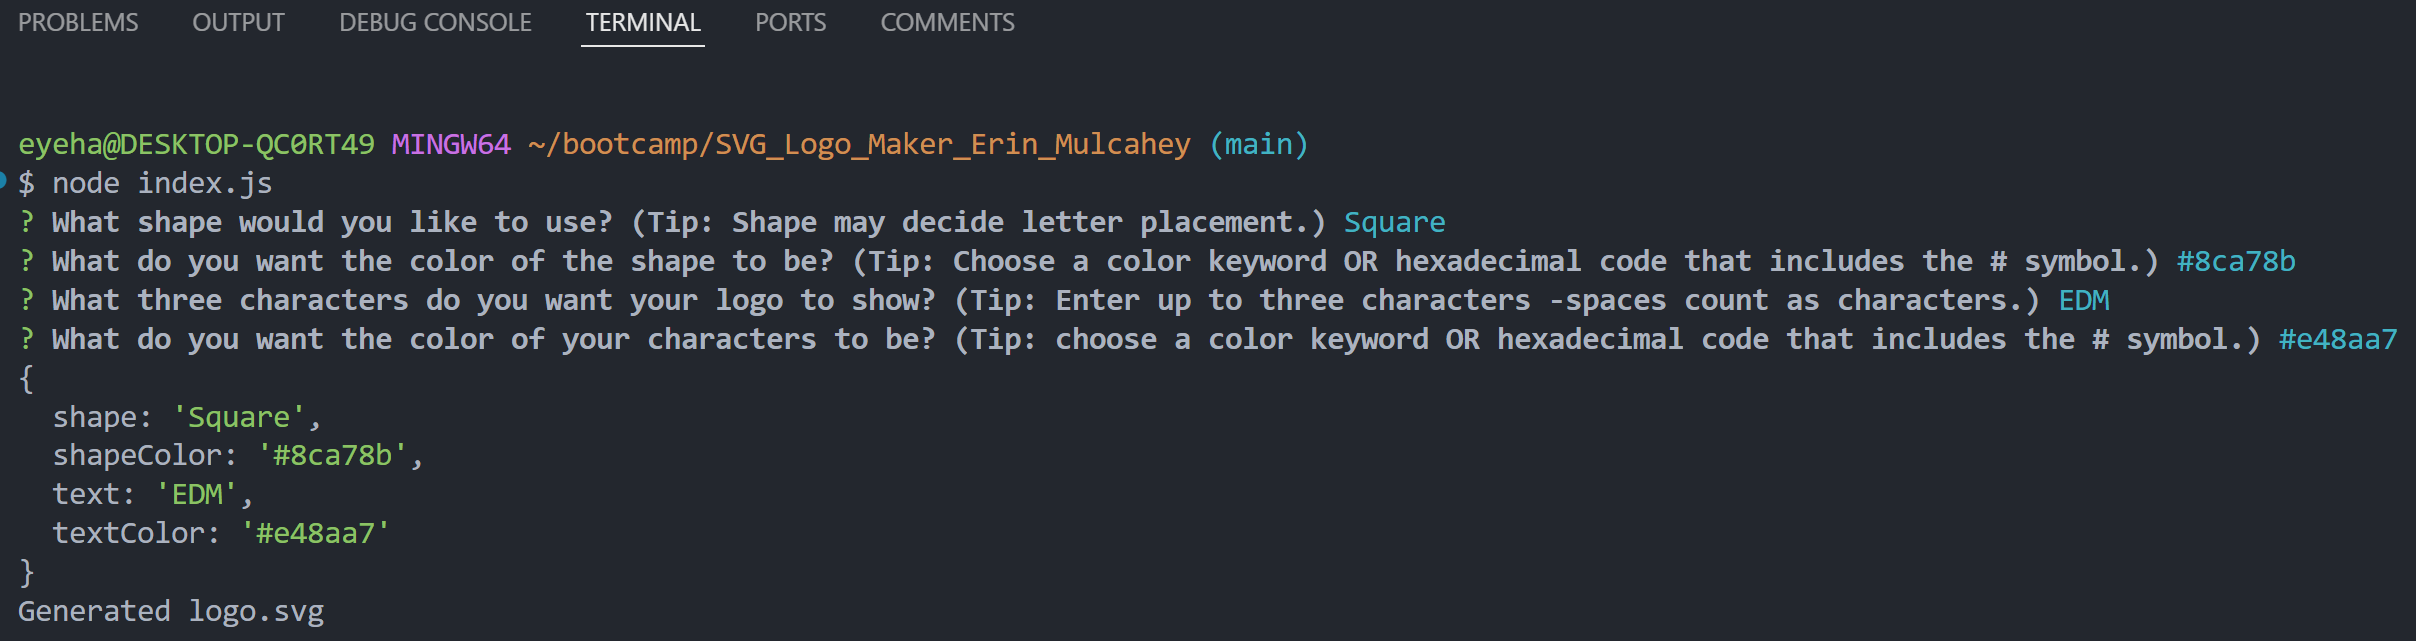 PROBLEMS OUTPUT DEBUG CONSOLE TERMINAL PORTS COMMENTS
eyeha@DESKTOP-QC0RT49 MINGW64 ~/bootcamp/SVG_Logo_Maker_Erin_Mulcahey (main)
$ node index.js
? What shape would you like to use? (Tip: Shape may decide letter placement.) Square
? What do you want the color of the shape to be? (Tip: Choose a color keyword OR hexadecimal code that includes the # symbol.) #8ca78b
? What three characters do you want your logo to show? (Tip: Enter up to three characters -spaces count as characters.) EDM
? What do you want the color of your characters to be? (Tip: choose a color keyword OR hexadecimal code that includes the # symbol.) #e48aa7
{
  shape: 'Square',
  shapeColor: '#8ca78b',
  text: 'EDM',
  textColor: '#e48aa7'
}
Generated logo.svg